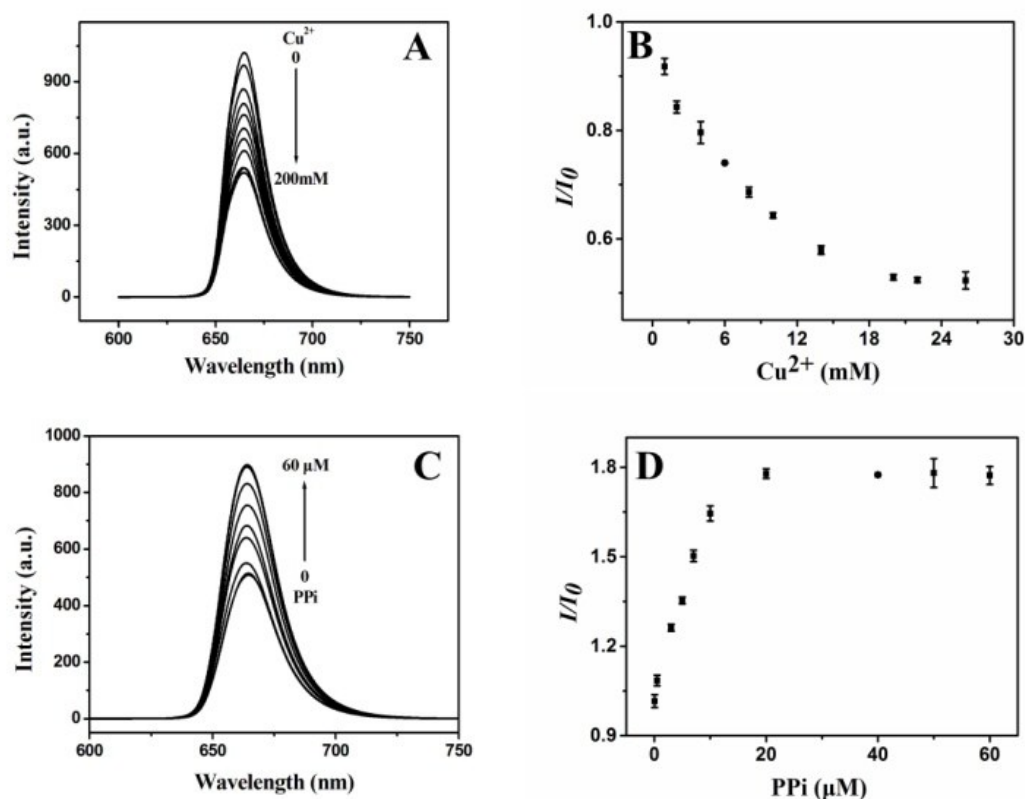 A
Cu2+
0
200mM
900
600
300
0
600
650
700
750
Intensity (a.u.)
Wavelength (nm)
B
1.0
0.8
0.6
0
6
12
18
24
30
I/I0
Cu2+ (mM)
C
60 µM
0
PPi
1000
800
600
400
200
0
600
650
700
750
Intensity (a.u.)
Wavelength (nm)
D
1.8
1.5
1.2
0.9
0
20
40
60
I/I0
PPi (µM)